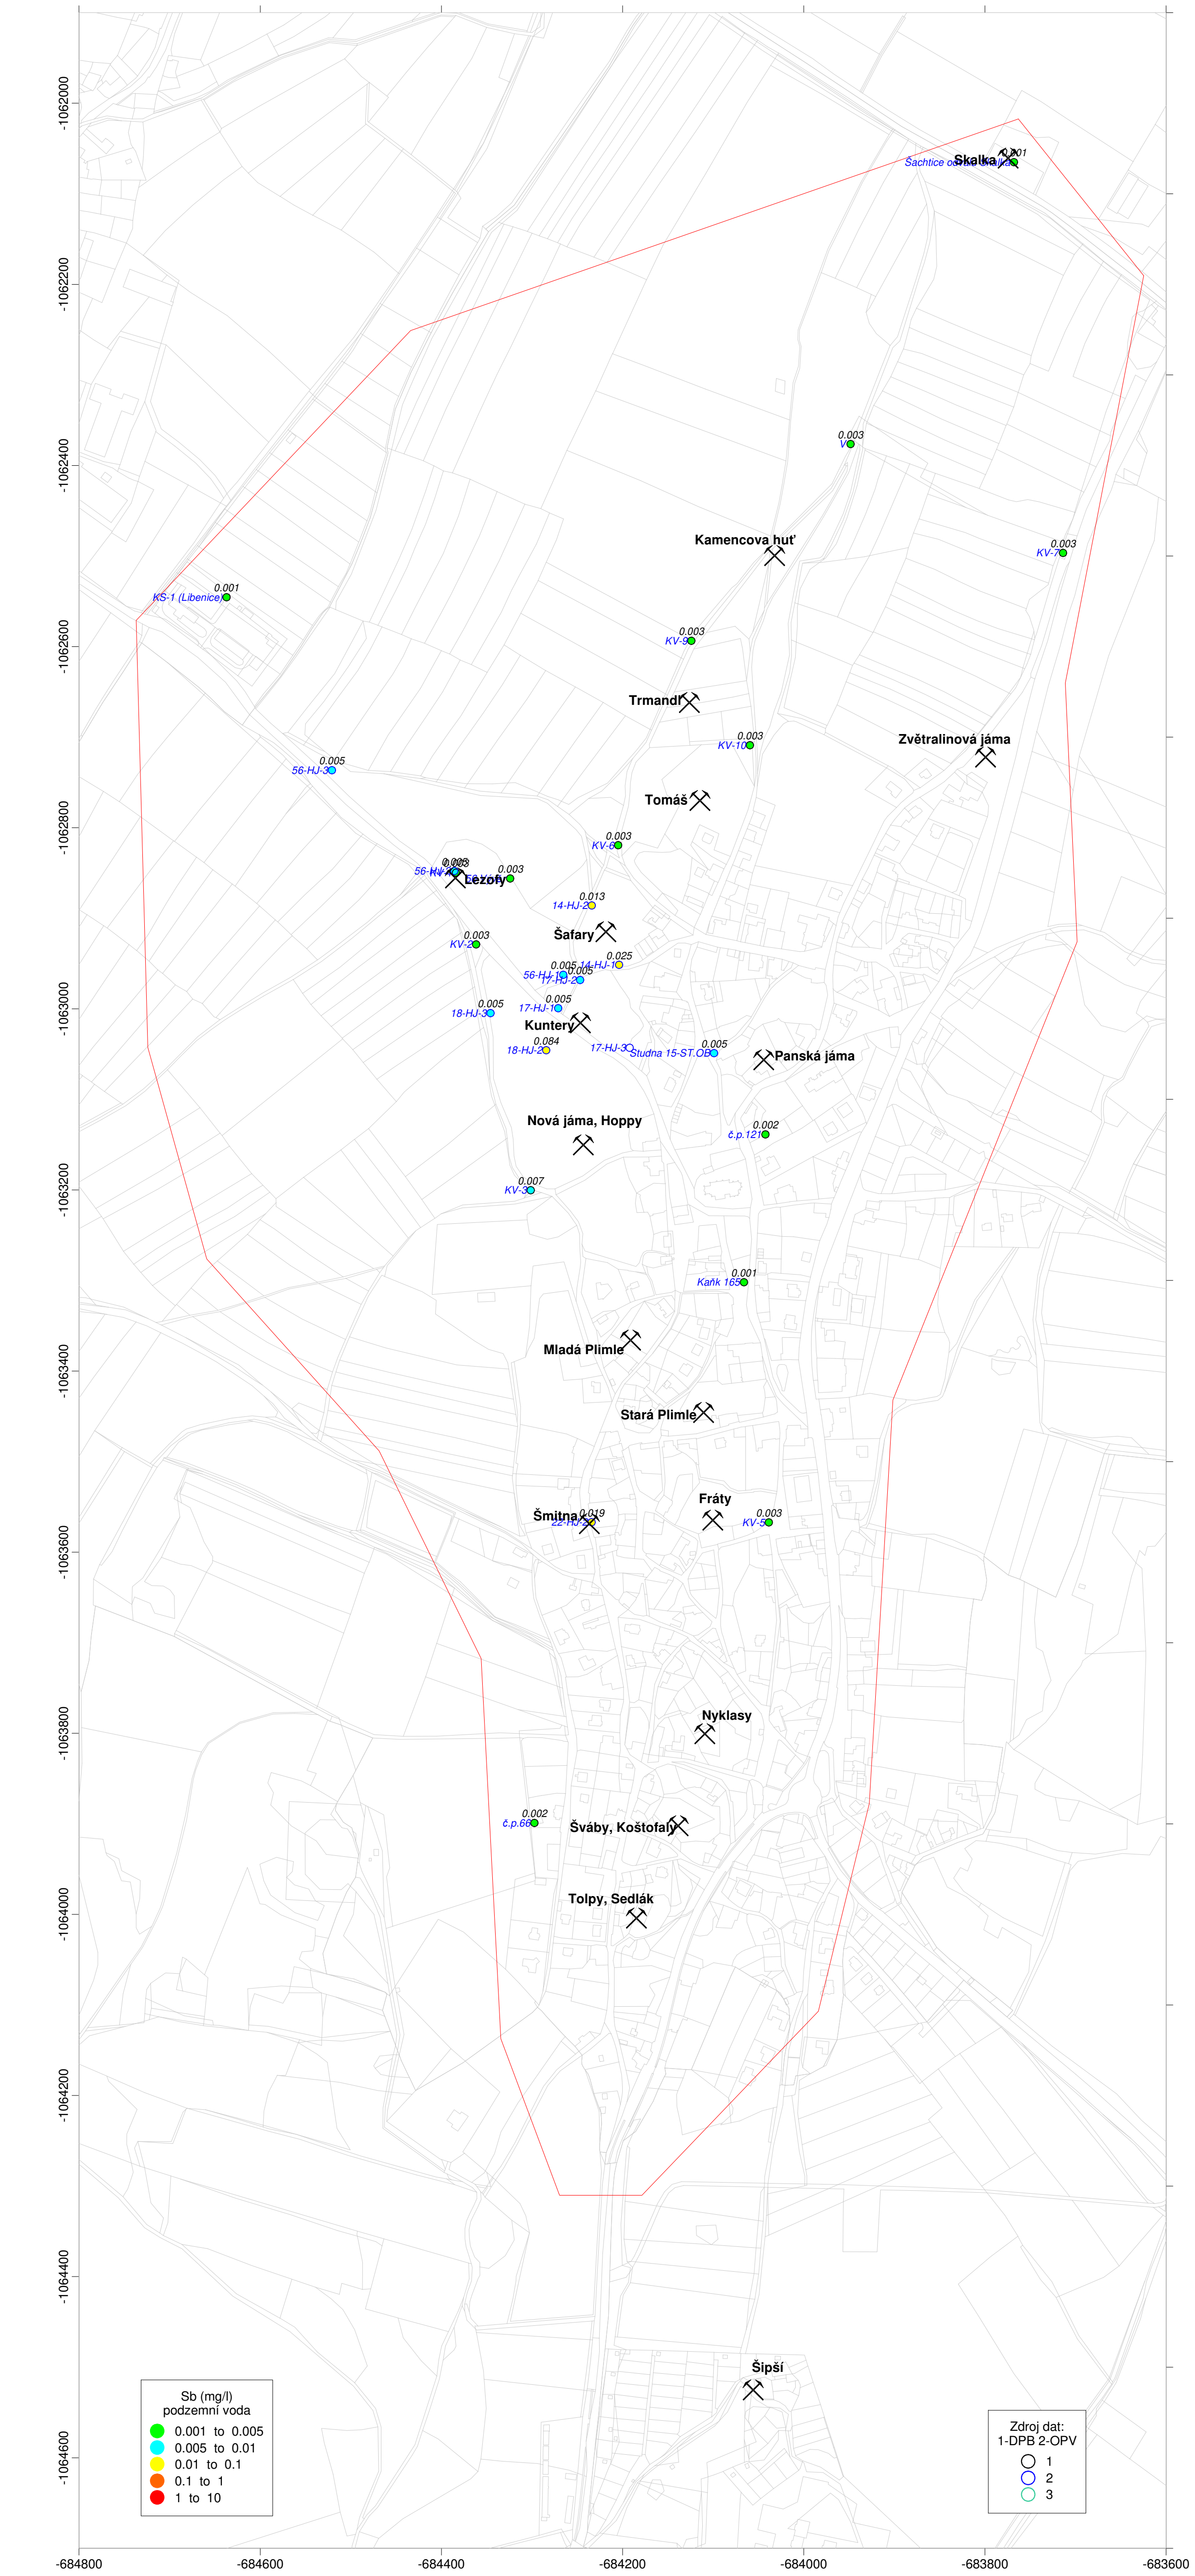 -1062000
0.001
Skalka
-1062200
0.003
V
-1062400
Kamencova huť
0.003
KV-7
0.001
KS-1 (Libenice)
-1062600
0.003
KV-9
Trmandl
0.003
KV-10
Zvětralinová jáma
0.005
56-HJ-3
Tomáš
-1062800
0.003
KV-6
0.005
0.003
Lezoly
0.013
14-HJ-2
Šafary
0.003
KV-2
0.025
14-HJ-1
0.005
56-HJ-1
0.005
17-HJ-2
-1063000
0.005
17-HJ-1
0.005
18-HJ-3
Kuntery
0.084
18-HJ-2
17-HJ-3
0.005
Studna 15-ST.OB
Panská jáma
Nová jáma, Hoppy
0.002
č.p.121
-1063200
0.007
KV-3
0.001
Kaňk 165
Mladá Plimle
-1063400
Stará Plimle
Fráty
Šmitna
0.019
22-HJ-2
0.003
KV-5
-1063600
Nyklasy
-1063800
0.002
č.p.66
Šváby, Koštofaly
Tolpy, Sedlák
-1064000
-1064200
-1064400
Šipší
-1064600
Sb (mg/l)
podzemní voda
0.001 to 0.005
0.005 to 0.01
0.01 to 0.1
0.1 to 1
1 to 10
Zdroj dat:
1-DPB 2-OPV
1
2
3
-684800
-684600
-684400
-684200
-684000
-683800
-683600